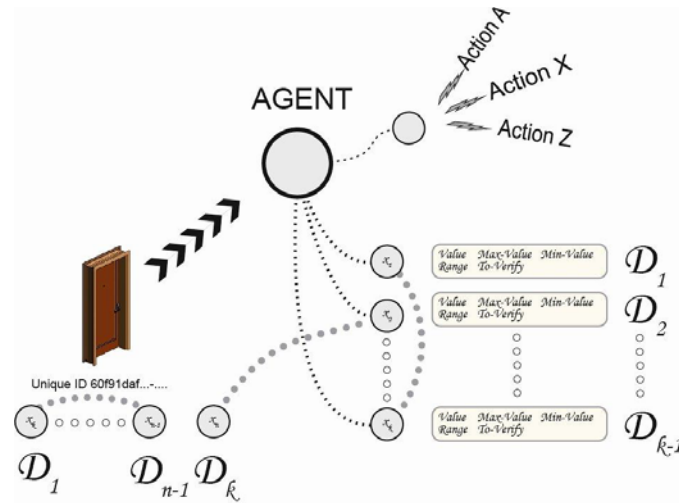 Action A
Action X
AGENT
Action Z
Value Max-Value Min-Value
Range To-Verify
D1
Value Max-Value Min-Value
Range To-Verify
D2
Unique ID 60f91daf...-....
Value Max-Value Min-Value
Range To-Verify
Dk-1
D1
Dn-1
Dk